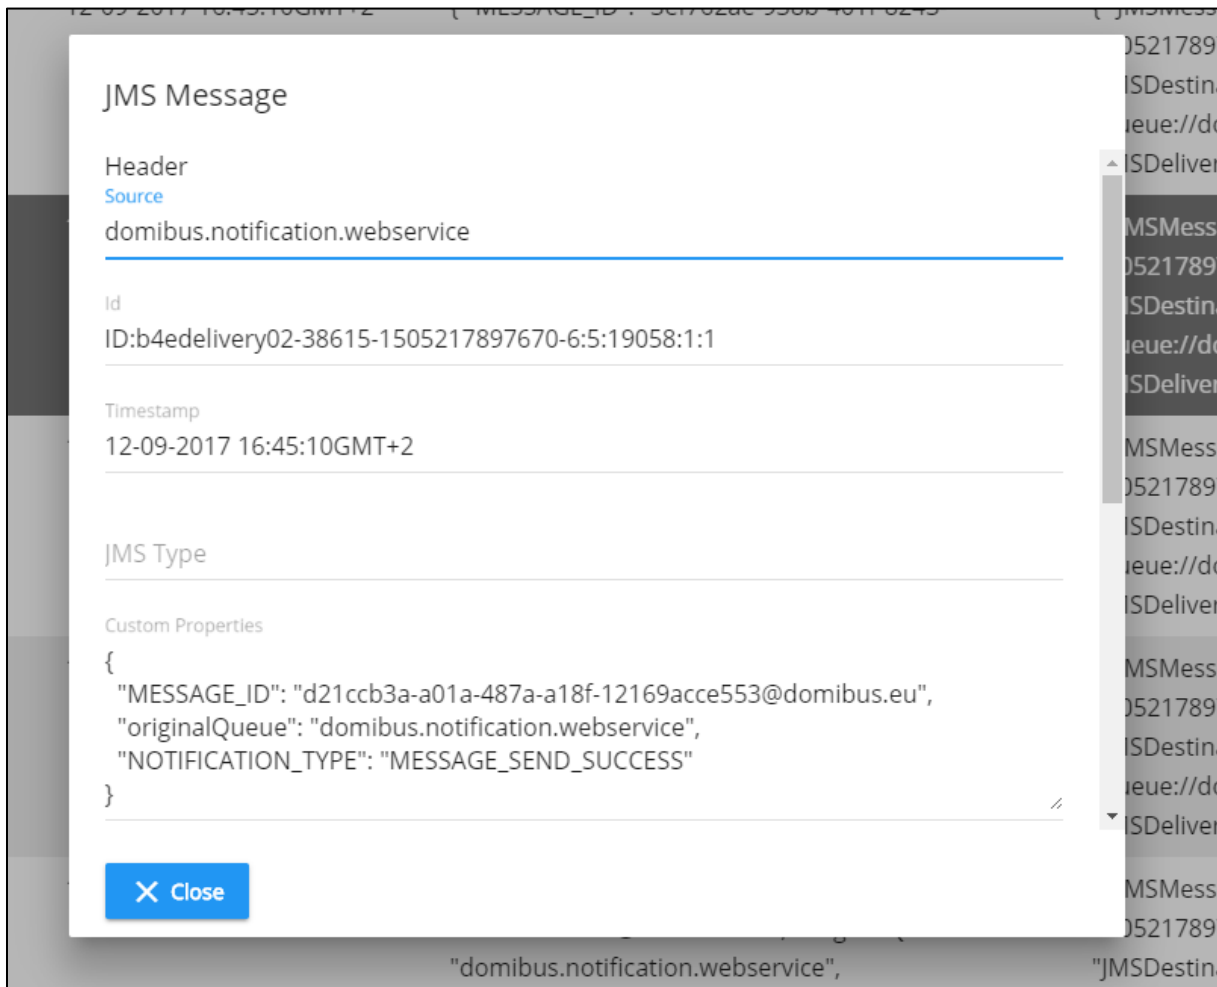 JMS Message
Header
Source
domibus.notification.webservice
Id
ID:b4edelivery02-38615-1505217897670-6:5:19058:1:1
Timestamp
12-09-2017 16:45:10GMT+2
JMS Type
Custom Properties
{
"MESSAGE_ID": "d21ccb3a-a01a-487a-a18f-12169acce553@domibus.eu",
"originalQueue": "domibus.notification.webservice",
"NOTIFICATION_TYPE": "MESSAGE_SEND_SUCCESS"
}
Close
"domibus.notification.webservice",